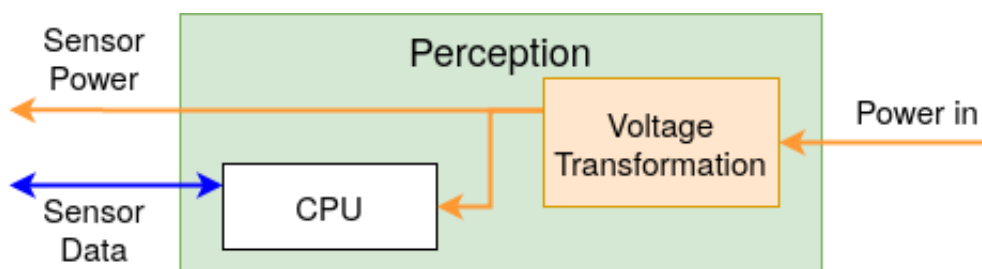 Sensor
Power
Perception
Voltage
Transformation
Power in
CPU
Sensor
Data